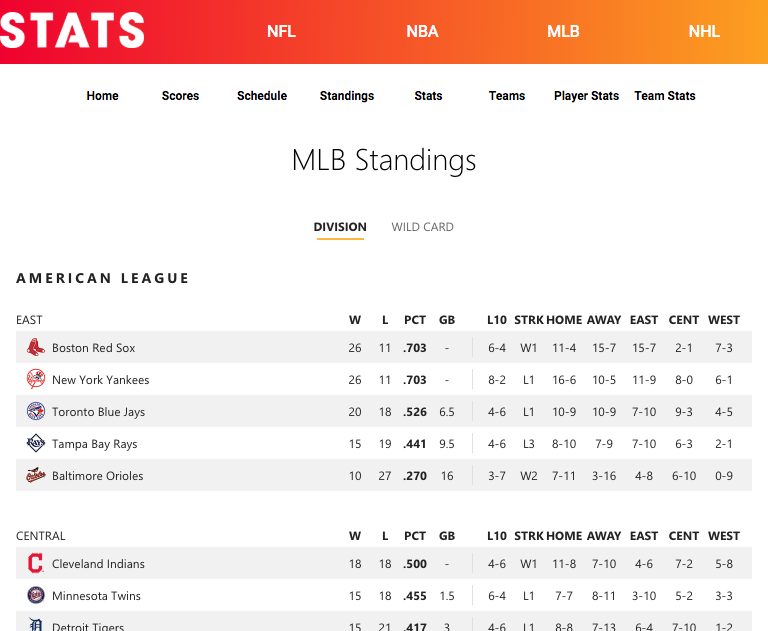 STATS NFL NBA MLB NHL
Home Scores Schedule Standings Stats Teams Player Stats Team Stats
MLB Standings
DIVISION WILD CARD
AMERICAN LEAGUE
EAST W L PCT GB L10 STRK HOME AWAY EAST CENT WEST
Boston Red Sox 26 11 .703 - 6-4 W1 11-4 15-7 15-7 2-1 7-3
New York Yankees 26 11 .703 - 8-2 L1 16-6 10-5 11-9 8-0 6-1
Toronto Blue Jays 20 18 .526 6.5 4-6 L1 10-9 10-9 7-10 9-3 4-5
Tampa Bay Rays 15 19 .441 9.5 4-6 L3 8-10 7-9 7-10 6-3 2-1
Baltimore Orioles 10 27 .270 16 3-7 W2 7-11 3-16 4-8 6-10 0-9
CENTRAL W L PCT GB L10 STRK HOME AWAY EAST CENT WEST
Cleveland Indians 18 18 .500 - 4-6 W1 11-8 7-10 4-6 7-2 5-8
Minnesota Twins 15 18 .455 1.5 6-4 L1 7-7 8-11 3-10 5-2 3-3
Detroit Tigers 15 21 .417 3 4-6 L1 8-8 7-13 6-4 7-10 1-2